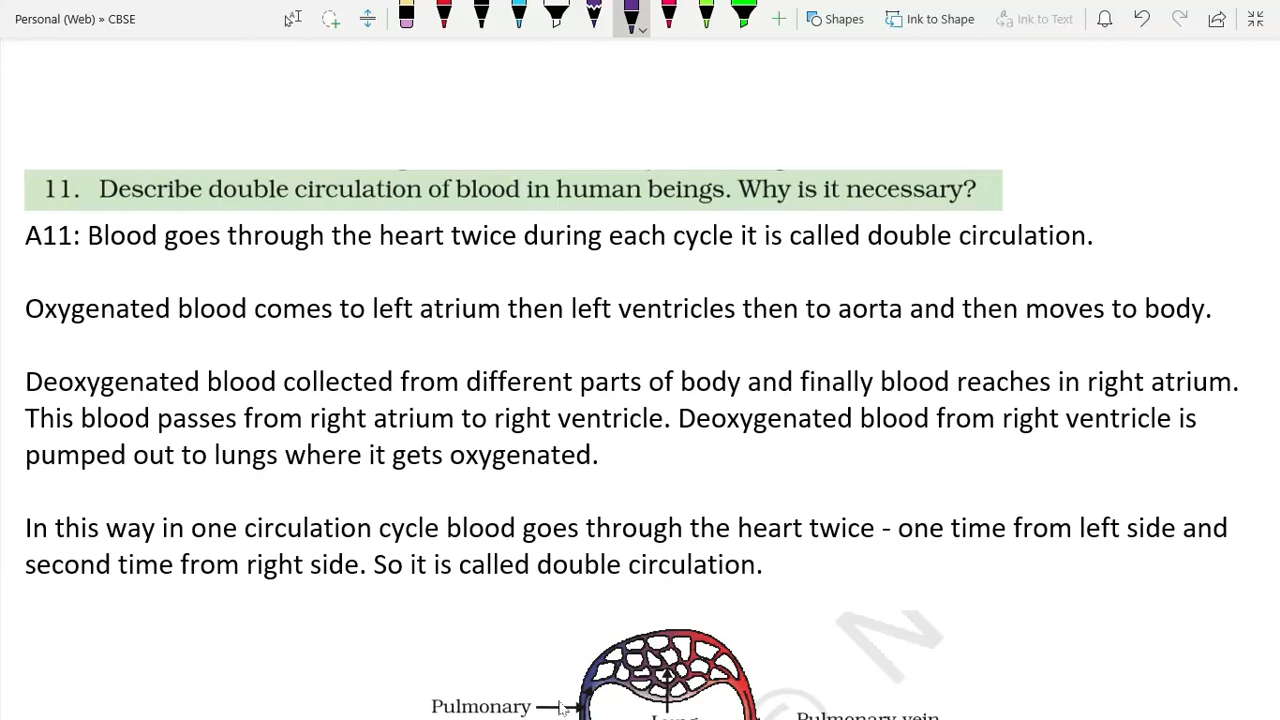 Personal (Web) » CBSE
Shapes
Ink to Shape
Ink to Text
11. Describe double circulation of blood in human beings. Why is it necessary?
A11: Blood goes through the heart twice during each cycle it is called double circulation.
Oxygenated blood comes to left atrium then left ventricles then to aorta and then moves to body.
Deoxygenated blood collected from different parts of body and finally blood reaches in right atrium.
This blood passes from right atrium to right ventricle. Deoxygenated blood from right ventricle is
pumped out to lungs where it gets oxygenated.
In this way in one circulation cycle blood goes through the heart twice - one time from left side and
second time from right side. So it is called double circulation.
© N
Pulmonary
Lung
Pulmonary vein